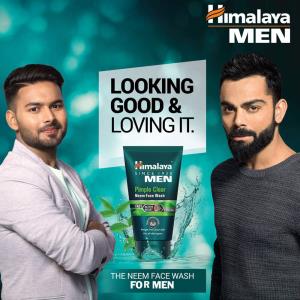 Himalaya
MEN
LOOKING
GOOD &
LOVING IT.
Himalaya
SINCE 1930
MEN
Pimple Clear
Neem Face Wash
THE NEEM FACE WASH
FOR MEN